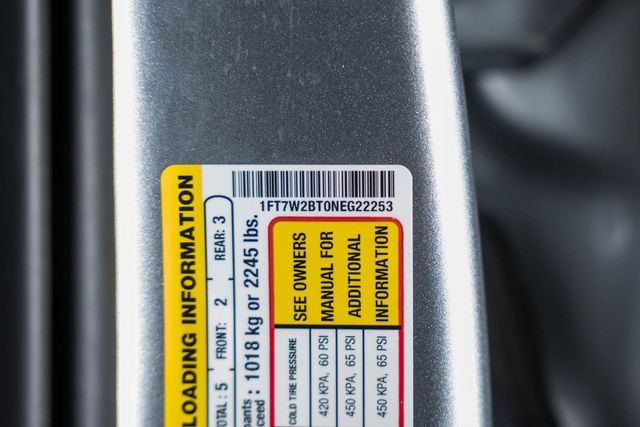 1FT7W2BT0NEG22253
LOADING INFORMATION
TOTAL : 5 FRONT: 2 REAR: 3
1018 kg or 2245 lbs.
SEE OWNERS
MANUAL FOR
ADDITIONAL
INFORMATION
COLD TIRE PRESSURE
420 KPA, 60 PSI
450 KPA, 65 PSI
450 KPA, 65 PSI